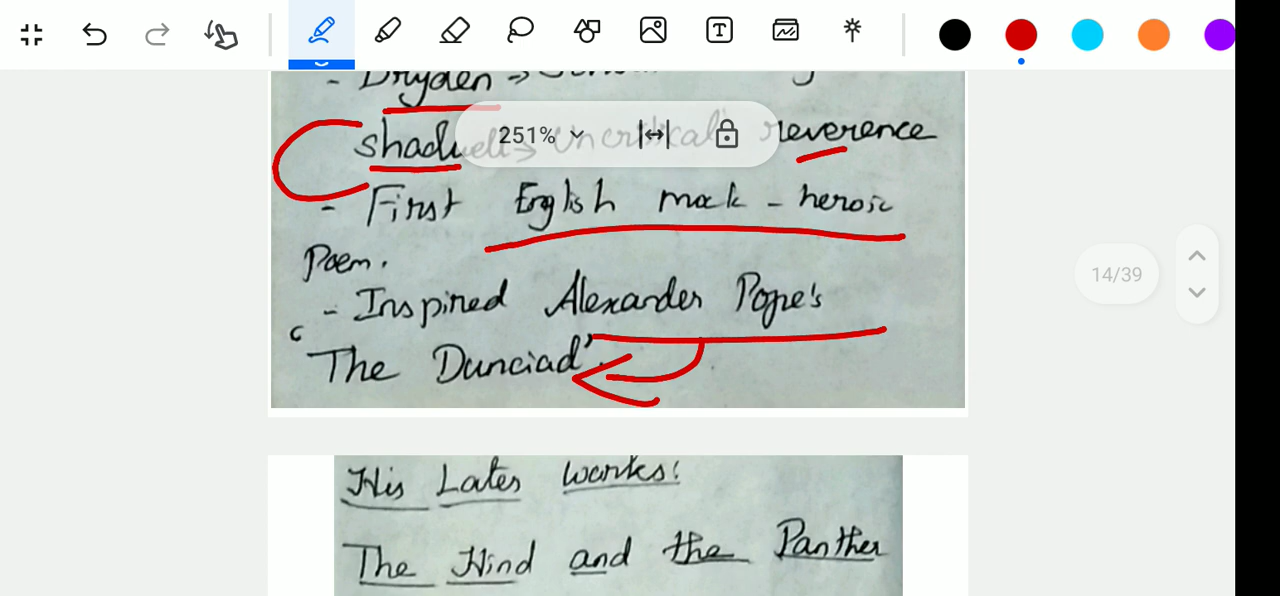 - Dryden →
251%
Shadwell → Uncritical reverence
- First English mock - heroic
Poem.
- Inspired Alexander Pope's
'The Dunciad'.
14/39
His Later works:
The Hind and the Panther